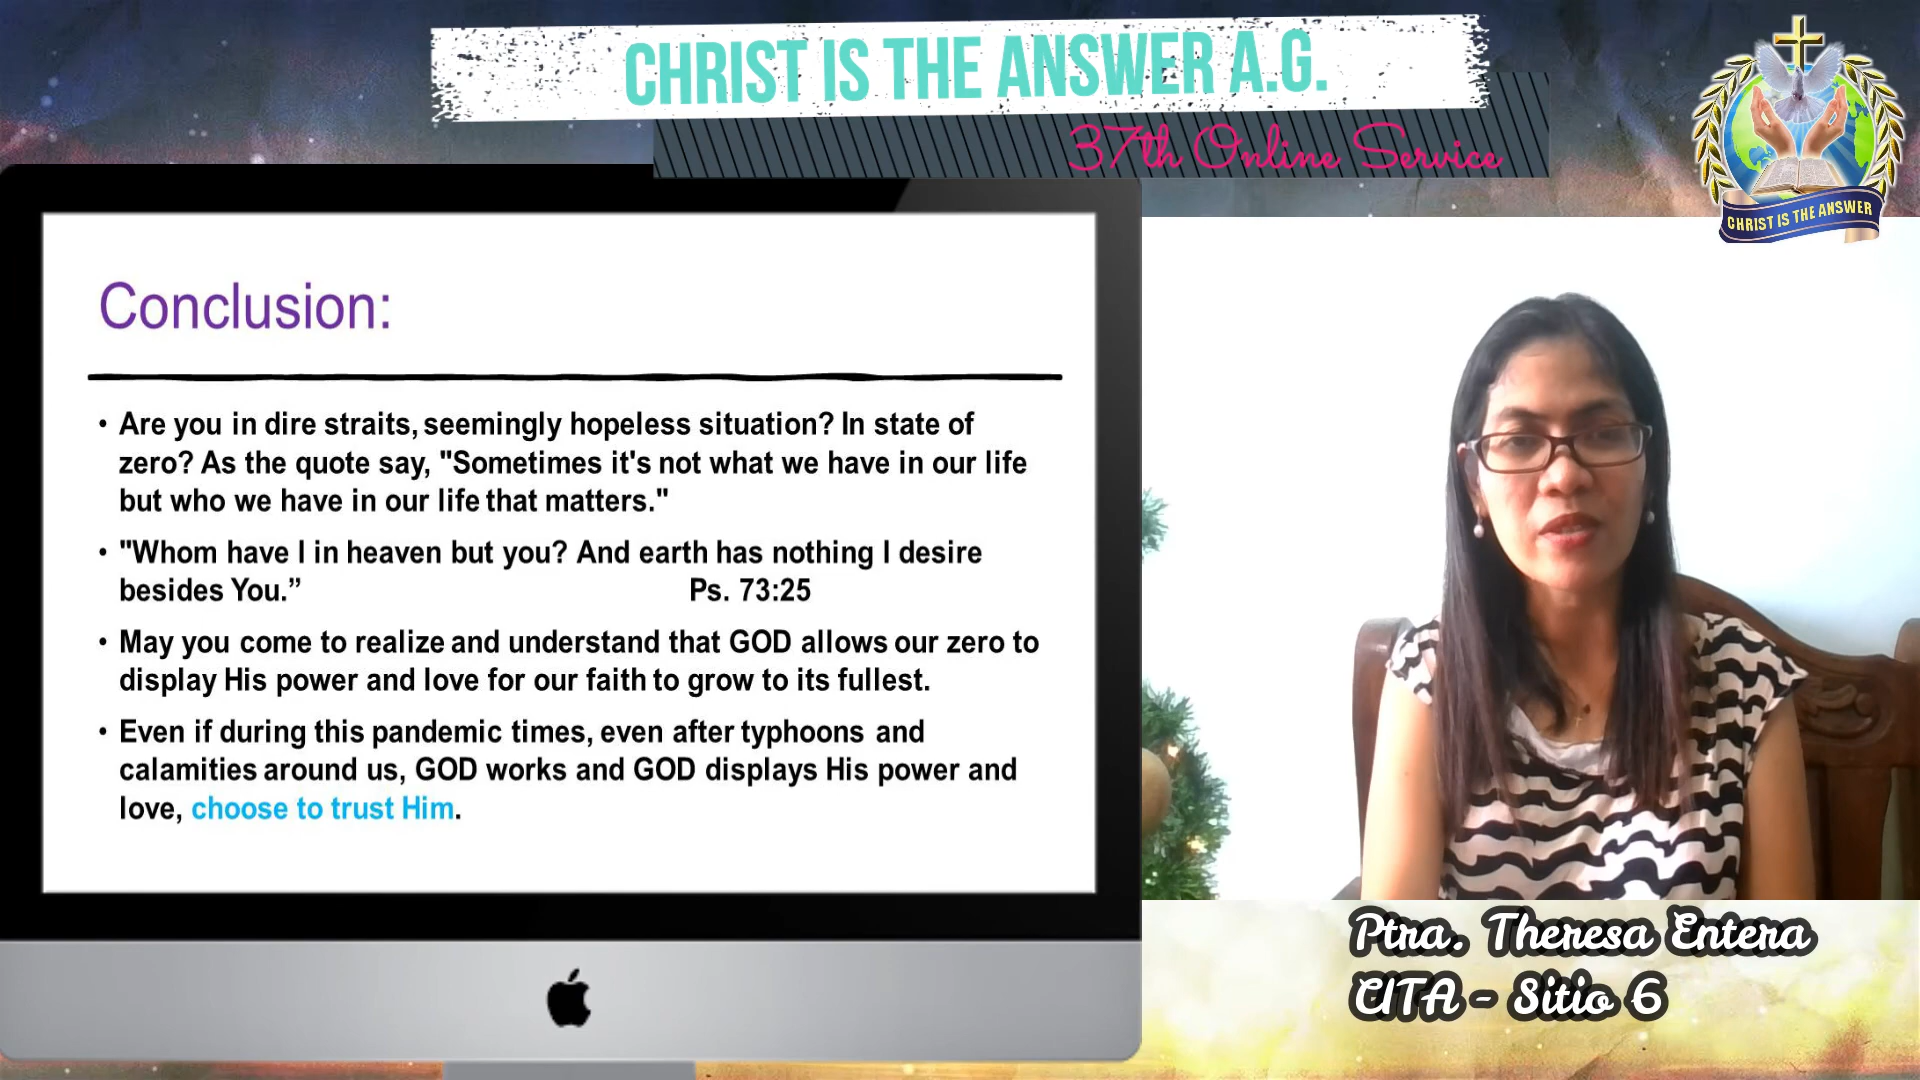 CHRIST IS THE ANSWER A.G.
37th Online Service
CHRIST IS THE ANSWER
Conclusion:
• Are you in dire straits, seemingly hopeless situation? In state of
zero? As the quote say, "Sometimes it's not what we have in our life
but who we have in our life that matters."
• "Whom have I in heaven but you? And earth has nothing I desire
besides You.” Ps. 73:25
• May you come to realize and understand that GOD allows our zero to
display His power and love for our faith to grow to its fullest.
• Even if during this pandemic times, even after typhoons and
calamities around us, GOD works and GOD displays His power and
love, choose to trust Him.
Ptra. Theresa Entera
CITA - Sitio 6